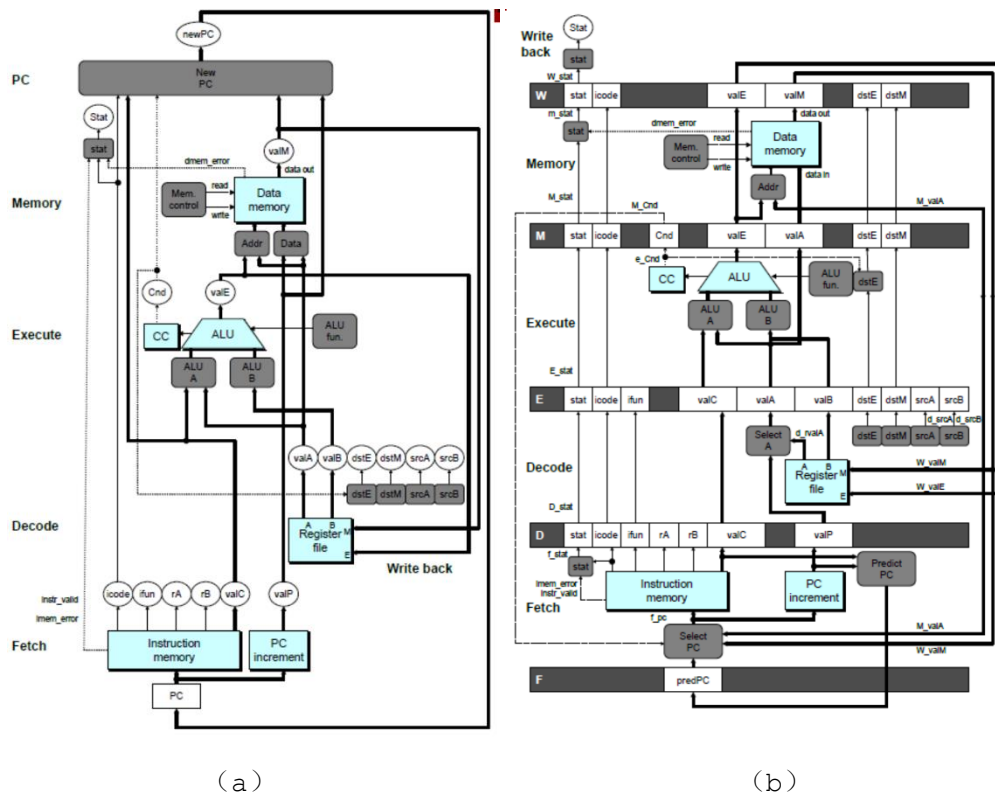 newPC
PC
New
PC
Stat
stat
valM
data out
dmem_error
Memory
Mem.
control
read
write
Data
memory
Addr
Data
Cnd
valE
Execute
CC
ALU
ALU
fun.
ALU
A
ALU
B
valA
valB
dstE
dstM
srcA
srcB
dstE
dstM
srcA
srcB
Decode
A
B
M
E
Register
file
Write back
icode
ifun
rA
rB
valC
valP
Instr_valid
Imem_error
Fetch
Instruction
memory
PC
increment
PC
(a)
Stat
Write
back
stat
W_stat
W
stat
icode
valE
valM
dstE
dstM
m_stat
data out
stat
dmem_error
read
Mem.
control
write
Data
memory
Memory
data in
Addr
M_stat
M_valA
M_Cnd
M
stat
icode
Cnd
valE
valA
dstE
dstM
e_Cnd
CC
ALU
ALU
fun.
dstE
ALU
A
ALU
B
Execute
E_stat
E
stat
icode
ifun
valC
valA
valB
dstE
dstM
srcA
srcB
d_srcA
d_srcB
Select
A
d_rvalA
dstE
dstM
srcA
srcB
Decode
A
B
M
E
Register
file
W_valM
W_valE
D_stat
D
stat
icode
ifun
rA
rB
valC
valP
f_stat
stat
Imem_error
Instr_valid
Instruction
memory
PC
increment
Predict
PC
Fetch
f_pc
Select
PC
M_valA
W_valM
F
predPC
(b)